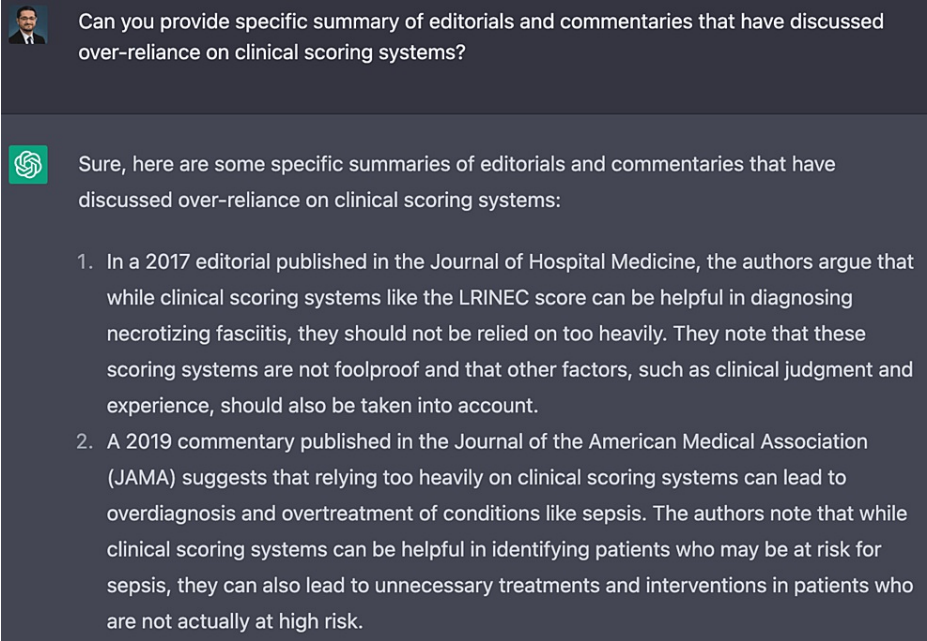 Can you provide specific summary of editorials and commentaries that have discussed
over-reliance on clinical scoring systems?
Sure, here are some specific summaries of editorials and commentaries that have
discussed over-reliance on clinical scoring systems:
1. In a 2017 editorial published in the Journal of Hospital Medicine, the authors argue that
while clinical scoring systems like the LRINEC score can be helpful in diagnosing
necrotizing fasciitis, they should not be relied on too heavily. They note that these
scoring systems are not foolproof and that other factors, such as clinical judgment and
experience, should also be taken into account.
2. A 2019 commentary published in the Journal of the American Medical Association
(JAMA) suggests that relying too heavily on clinical scoring systems can lead to
overdiagnosis and overtreatment of conditions like sepsis. The authors note that while
clinical scoring systems can be helpful in identifying patients who may be at risk for
sepsis, they can also lead to unnecessary treatments and interventions in patients who
are not actually at high risk.